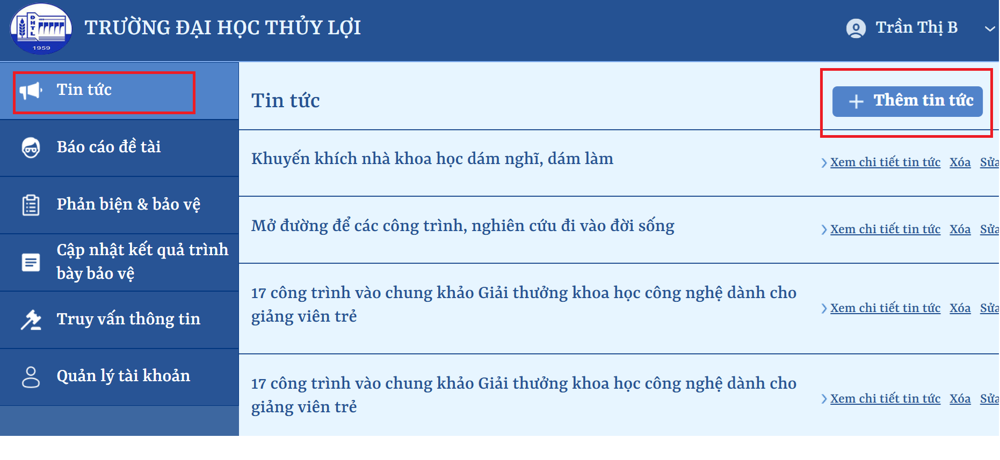 ĐHTL
1959
TRƯỜNG ĐẠI HỌC THỦY LỢI
Trần Thị B
Tin tức
Báo cáo đề tài
Phản biện & bảo vệ
Cập nhật kết quả trình
bày bảo vệ
Truy vấn thông tin
Quản lý tài khoản
Tin tức
Thêm tin tức
Khuyến khích nhà khoa học dám nghĩ, dám làm
Xem chi tiết tin tức Xóa Sửa
Mở đường để các công trình, nghiên cứu đi vào đời sống
Xem chi tiết tin tức Xóa Sửa
17 công trình vào chung khảo Giải thưởng khoa học công nghệ dành cho
giảng viên trẻ
Xem chi tiết tin tức Xóa Sửa
17 công trình vào chung khảo Giải thưởng khoa học công nghệ dành cho
giảng viên trẻ
Xem chi tiết tin tức Xóa Sửa